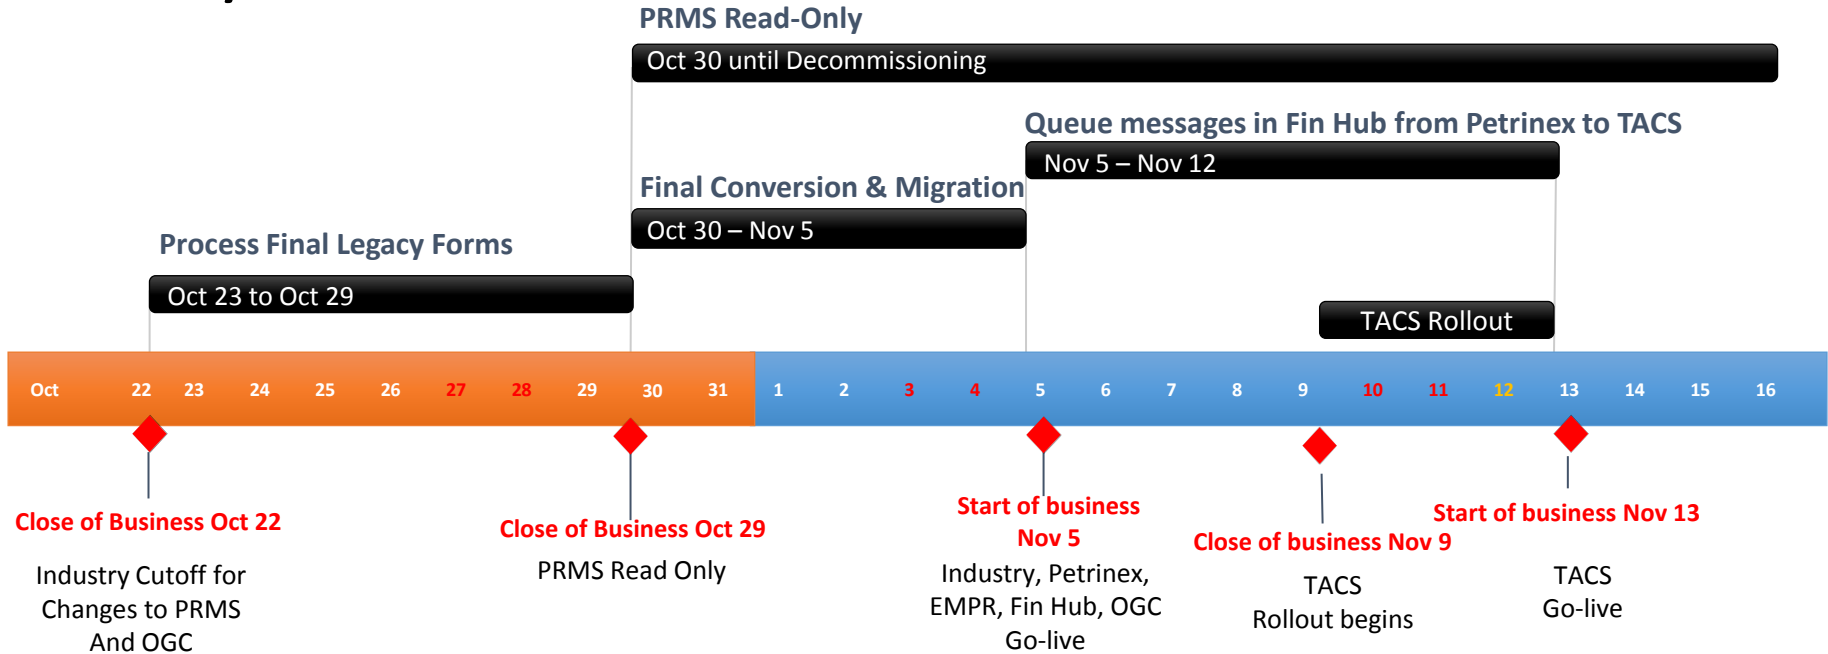 PRMS Read-Only
Oct 30 until Decommissioning
Queue messages in Fin Hub from Petrinex to TACS
Nov 5 – Nov 12
Final Conversion & Migration
Oct 30 – Nov 5
Process Final Legacy Forms
Oct 23 to Oct 29
TACS Rollout
Oct 22 23 24 25 26 27 28 29 30 31 1 2 3 4 5 6 7 8 9 10 11 12 13 14 15 16
Close of Business Oct 22
Industry Cutoff for
Changes to PRMS
And OGC
Close of Business Oct 29
PRMS Read Only
Start of business
Nov 5
Industry, Petrinex,
EMPR, Fin Hub, OGC
Go-live
Close of business Nov 9
TACS
Rollout begins
Start of business Nov 13
TACS
Go-live